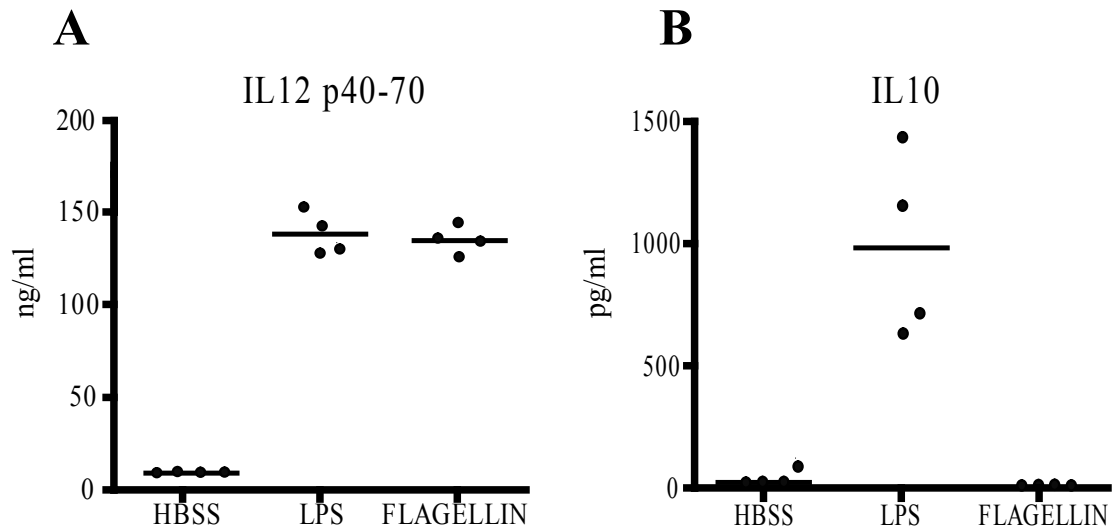 A
IL12 p40-70
200
150
100
50
0
ng/ml
HBSS LPS FLAGELLIN
B
IL10
1500
1000
500
0
pg/ml
HBSS LPS FLAGELLIN